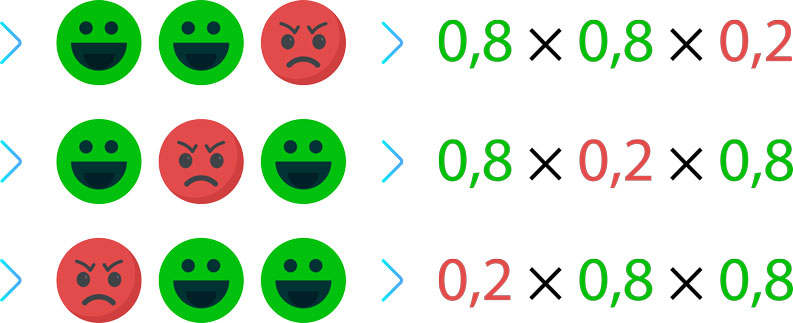 0,8 × 0,8 × 0,2
0,8 × 0,2 × 0,8
0,2 × 0,8 × 0,8